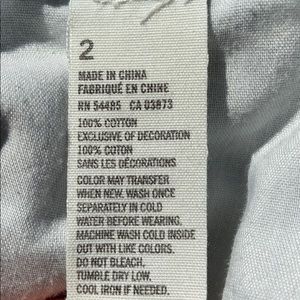 2
MADE IN CHINA
FABRIQUÉ EN CHINE
RN 54485 CA 03873
100% COTTON
EXCLUSIVE OF DECORATION
100% COTON
SANS LES DÉCORATIONS
COLOR MAY TRANSFER
WHEN NEW. WASH ONCE
SEPARATELY IN COLD
WATER BEFORE WEARING.
MACHINE WASH COLD INSIDE
OUT WITH LIKE COLORS.
DO NOT BLEACH.
TUMBLE DRY LOW.
COOL IRON IF NEEDED.